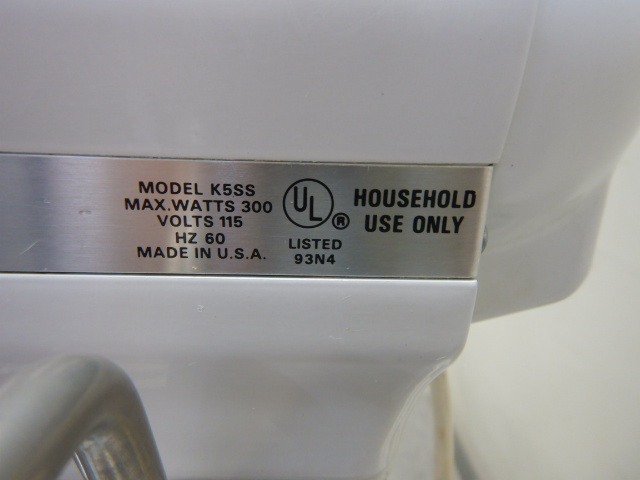 MODEL K5SS
MAX.WATTS 300
VOLTS 115
HZ 60
MADE IN U.S.A.
UL ®
LISTED
93N4
HOUSEHOLD
USE ONLY